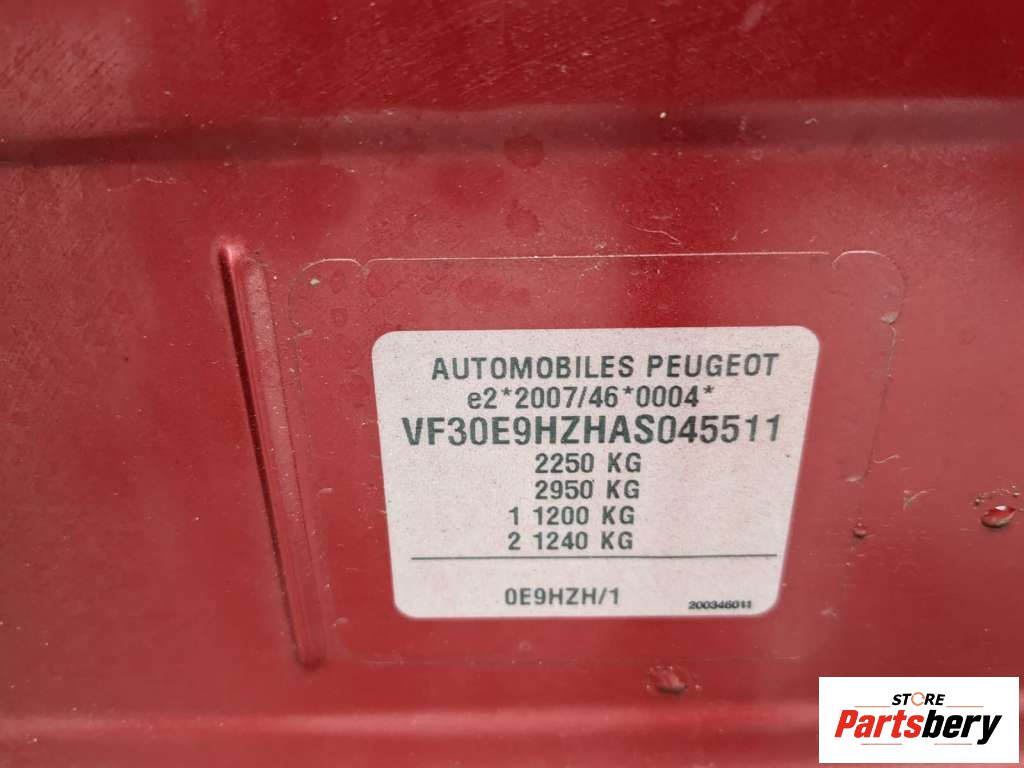 AUTOMOBILES PEUGEOT
e2*2007/46*0004*
VF30E9HZHAS045511
2250 KG
2950 KG
1 1200 KG
2 1240 KG
0E9HZH/1
200346011
STORE
Partsbery